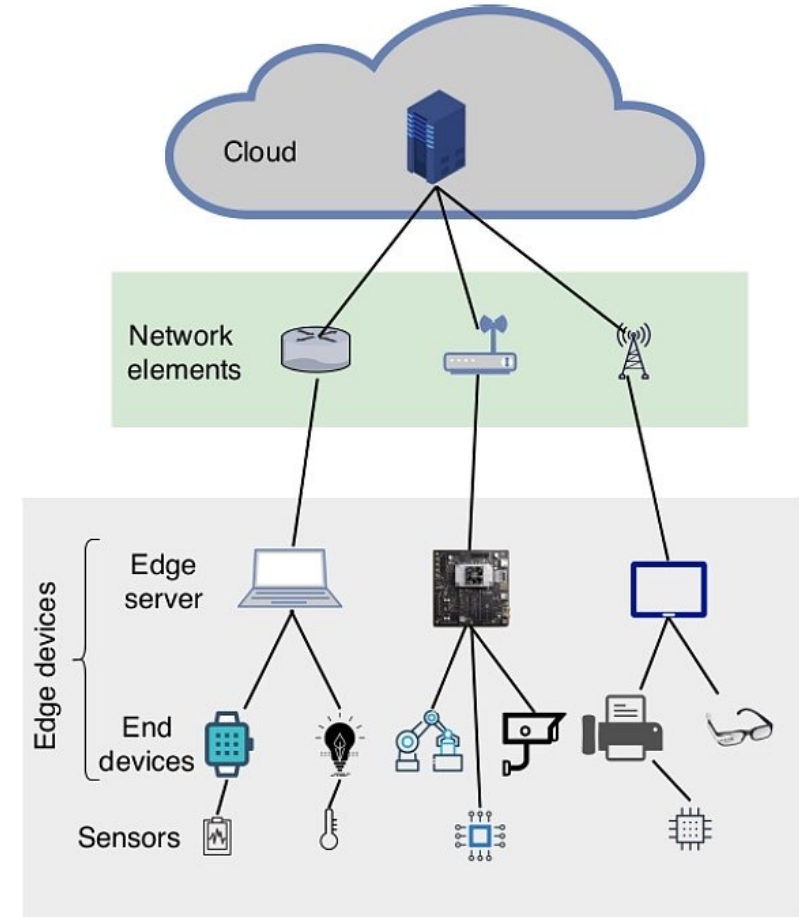 Cloud
Network
elements
Edge devices
Edge
server
End
devices
Sensors